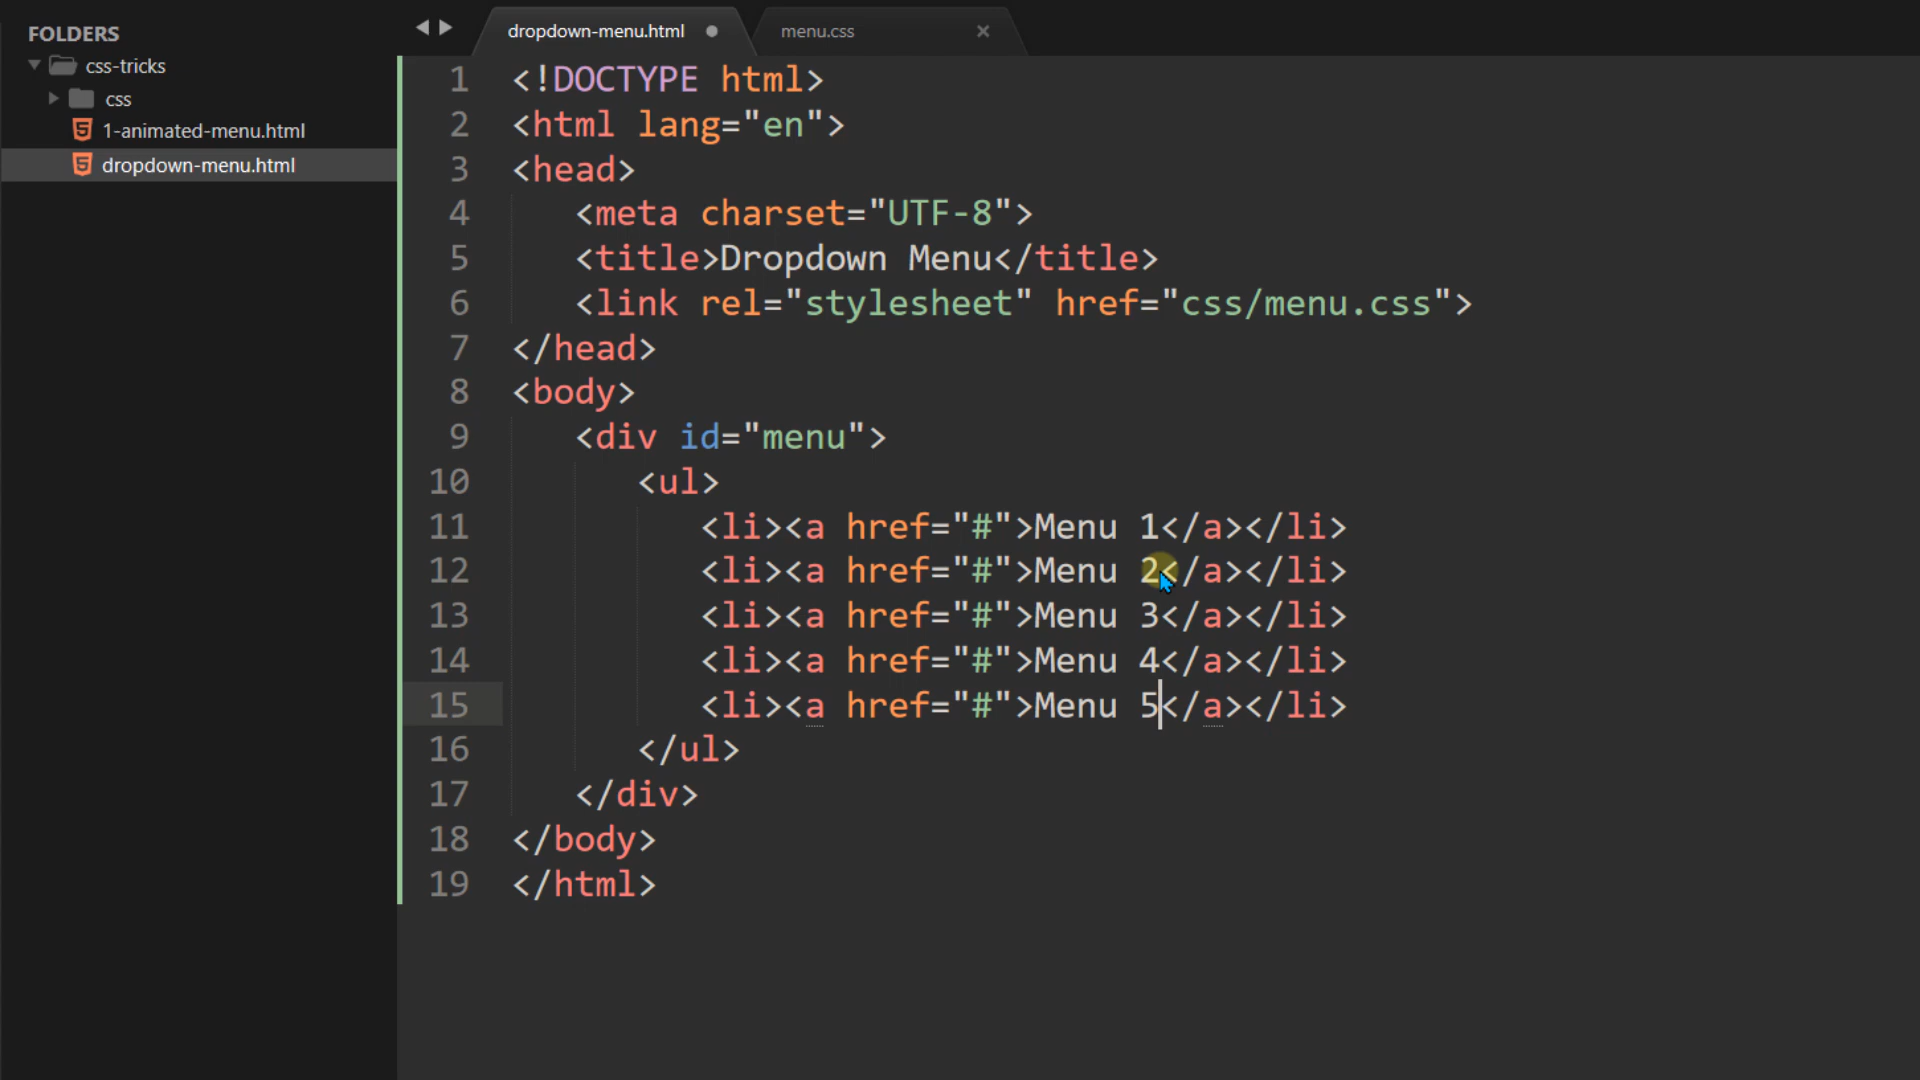 FOLDERS
css-tricks
css
1-animated-menu.html
dropdown-menu.html
dropdown-menu.html
menu.css
1 <!DOCTYPE html>
2 <html lang="en">
3 <head>
4 <meta charset="UTF-8">
5 <title>Dropdown Menu</title>
6 <link rel="stylesheet" href="css/menu.css">
7 </head>
8 <body>
9 <div id="menu">
10 <ul>
11 <li><a href="#">Menu 1</a></li>
12 <li><a href="#">Menu 2</a></li>
13 <li><a href="#">Menu 3</a></li>
14 <li><a href="#">Menu 4</a></li>
15 <li><a href="#">Menu 5</a></li>
16 </ul>
17 </div>
18 </body>
19 </html>